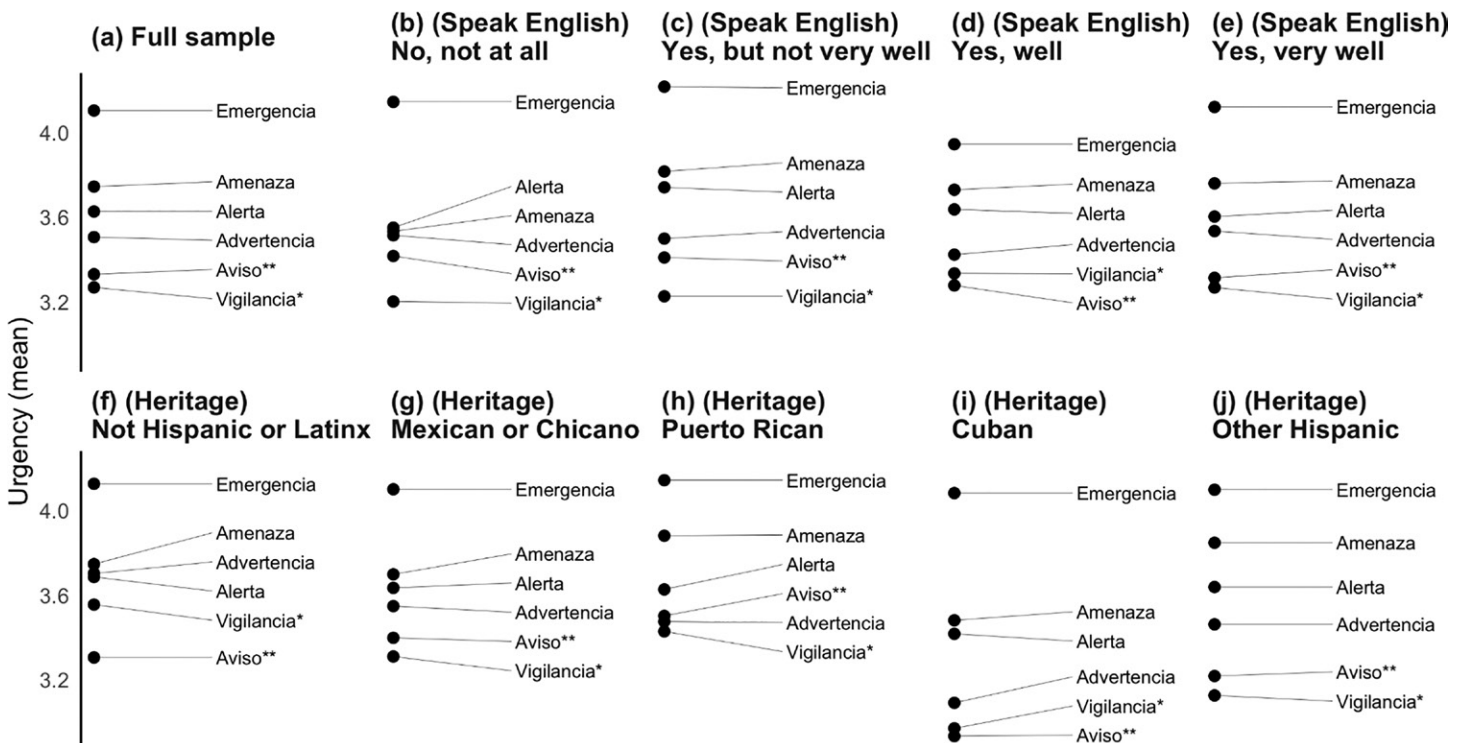 (a) Full sample
(b) (Speak English)
No, not at all
(c) (Speak English)
Yes, but not very well
(d) (Speak English)
Yes, well
(e) (Speak English)
Yes, very well
Urgency (mean)
4.0
3.6
3.2
Emergencia
Amenaza
Alerta
Advertencia
Aviso**
Vigilancia*
Emergencia
Alerta
Amenaza
Advertencia
Aviso**
Vigilancia*
Emergencia
Amenaza
Alerta
Advertencia
Aviso**
Vigilancia*
Emergencia
Amenaza
Alerta
Advertencia
Vigilancia*
Aviso**
Emergencia
Amenaza
Alerta
Advertencia
Aviso**
Vigilancia*
(f) (Heritage)
Not Hispanic or Latinx
(g) (Heritage)
Mexican or Chicano
(h) (Heritage)
Puerto Rican
(i) (Heritage)
Cuban
(j) (Heritage)
Other Hispanic
4.0
3.6
3.2
Emergencia
Amenaza
Advertencia
Alerta
Vigilancia*
Aviso**
Emergencia
Amenaza
Alerta
Advertencia
Aviso**
Vigilancia*
Emergencia
Amenaza
Alerta
Aviso**
Advertencia
Vigilancia*
Emergencia
Amenaza
Alerta
Advertencia
Vigilancia*
Aviso**
Emergencia
Amenaza
Alerta
Advertencia
Aviso**
Vigilancia*